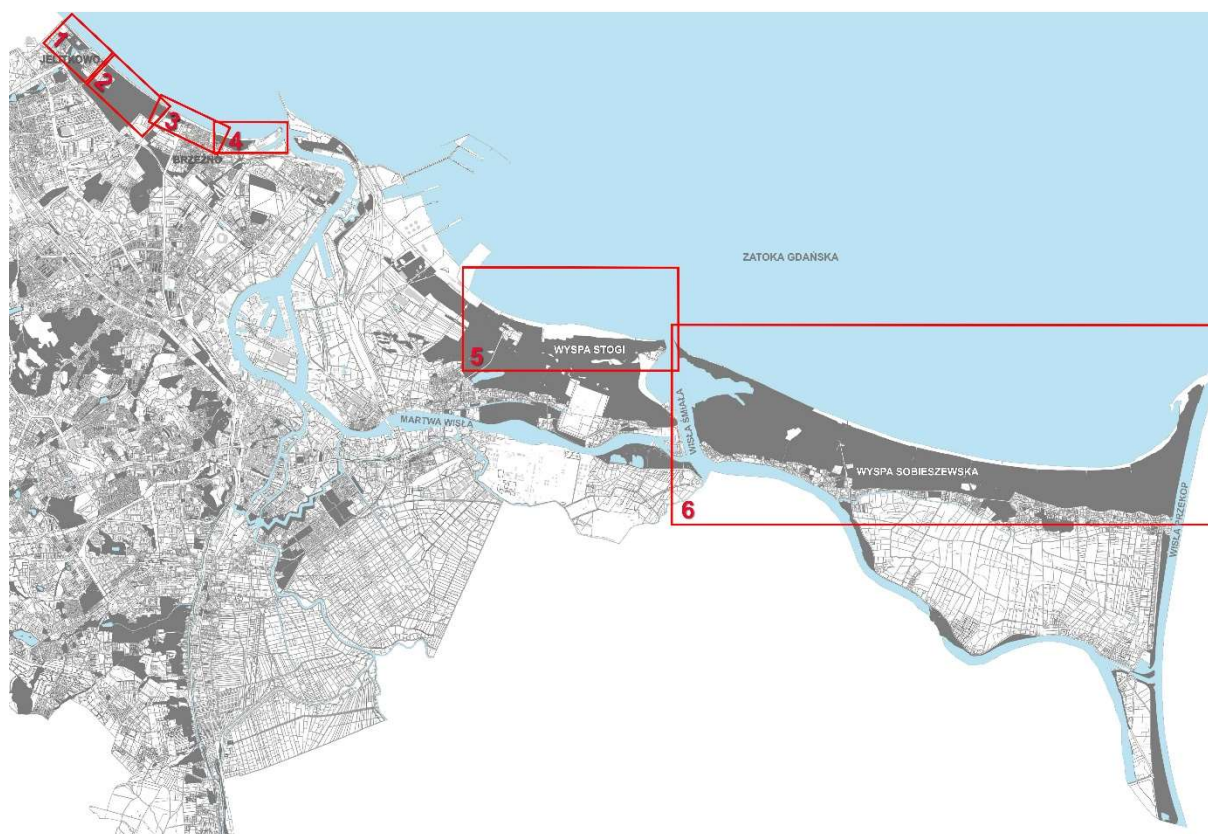 1
JELITKOWO
2
3
4
BRZEŹNO
ZATOKA GDAŃSKA
5
WYSPA STOGI
WISŁA ŚMIAŁA
MARTWA WISŁA
WYSPA SOBIESZEWSKA
6
WISŁA PRZEKOP